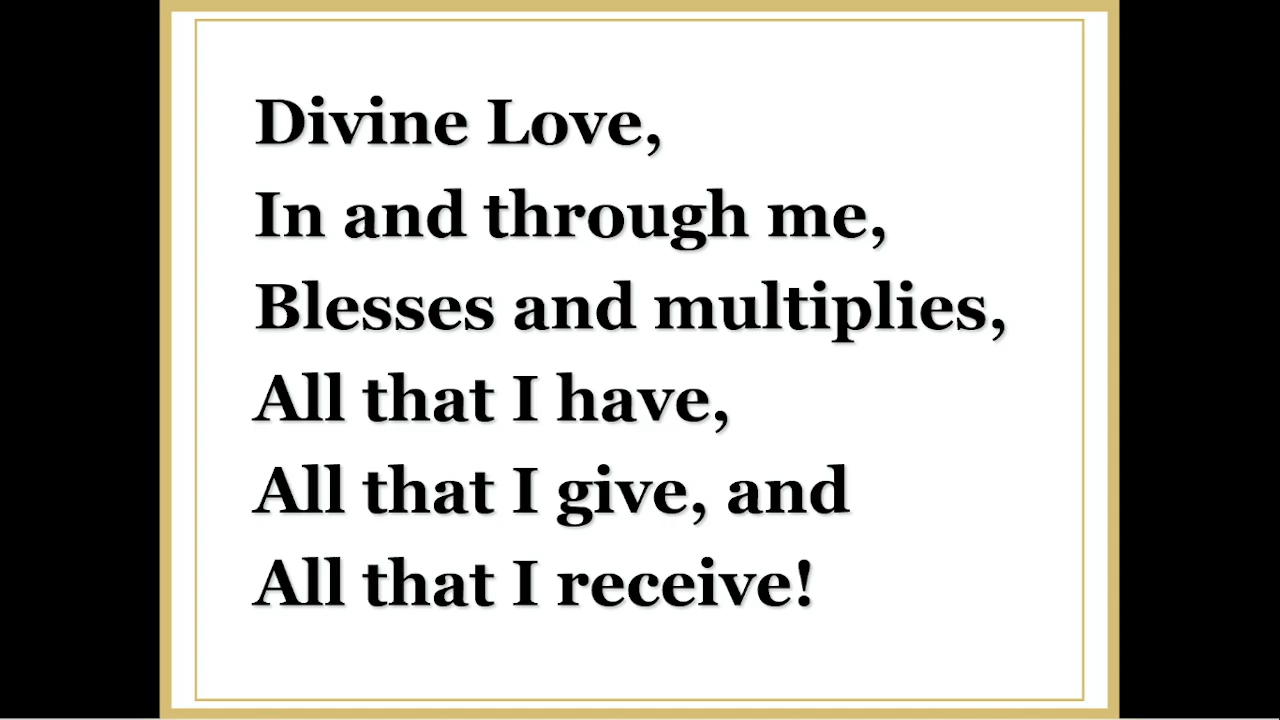 Divine Love,
In and through me,
Blesses and multiplies,
All that I have,
All that I give, and
All that I receive!